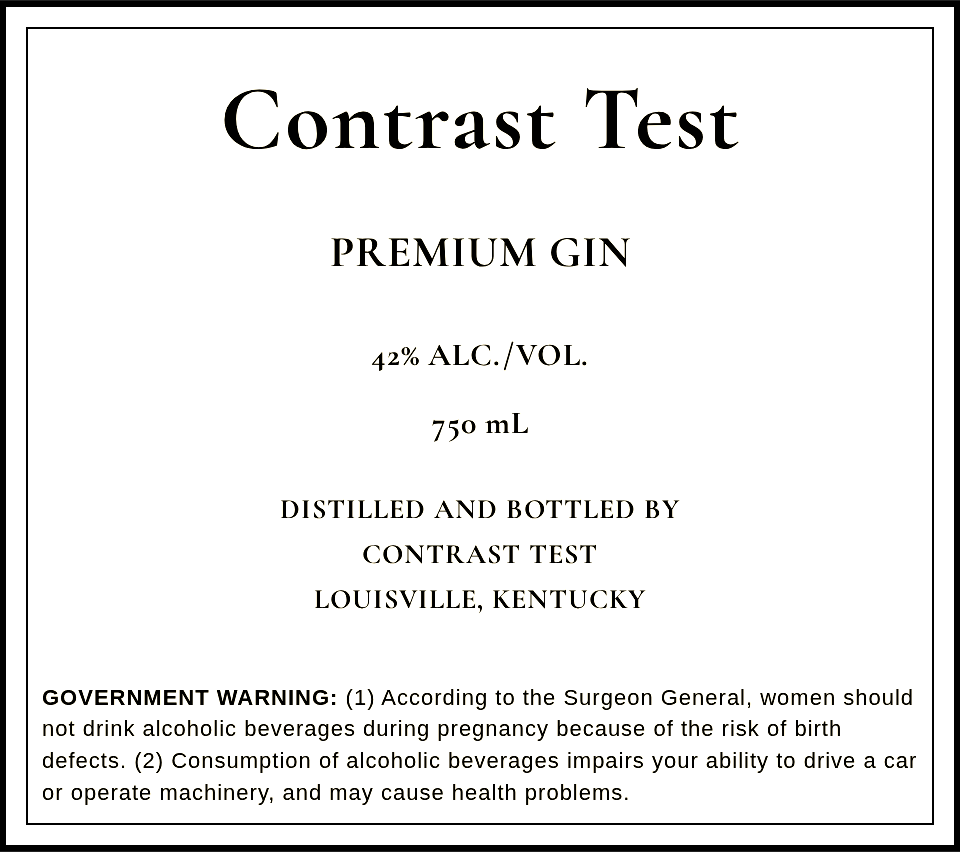 Contrast Test
PREMIUM GIN
42% ALC./VOL.
750 mL
DISTILLED AND BOTTLED BY
CONTRAST TEST
LOUISVILLE, KENTUCKY
GOVERNMENT WARNING: (1) According to the Surgeon General, women should
not drink alcoholic beverages during pregnancy because of the risk of birth
defects. (2) Consumption of alcoholic beverages impairs your ability to drive a car
or operate machinery, and may cause health problems.